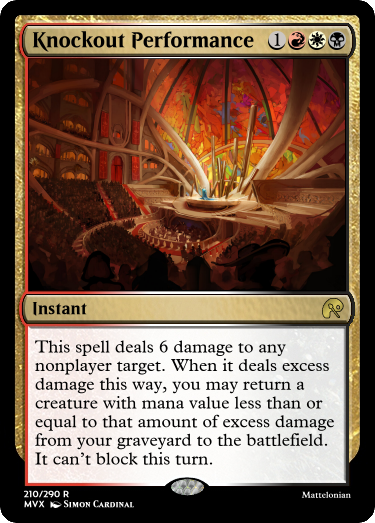 Knockout Performance 1
Instant
This spell deals 6 damage to any
nonplayer target. When it deals excess
damage this way, you may return a
creature with mana value less than or
equal to that amount of excess damage
from your graveyard to the battlefield.
It can't block this turn.
210/290 R
MVX Simon Cardinal
Mattelonian